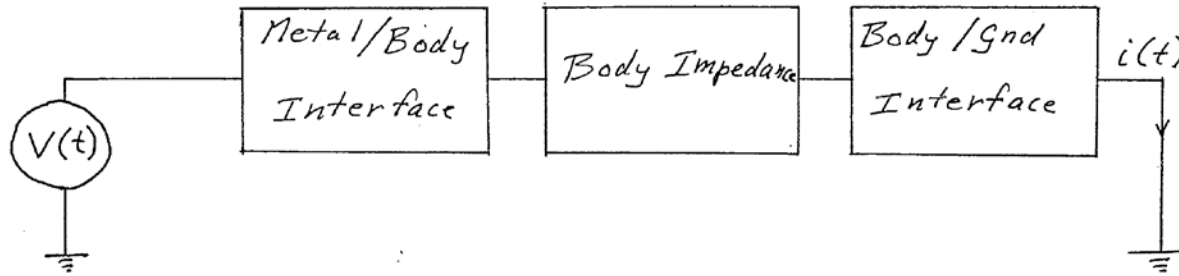 Metal/Body
Interface
Body Impedance
Body/Gnd
Interface
i(t)
V(t)